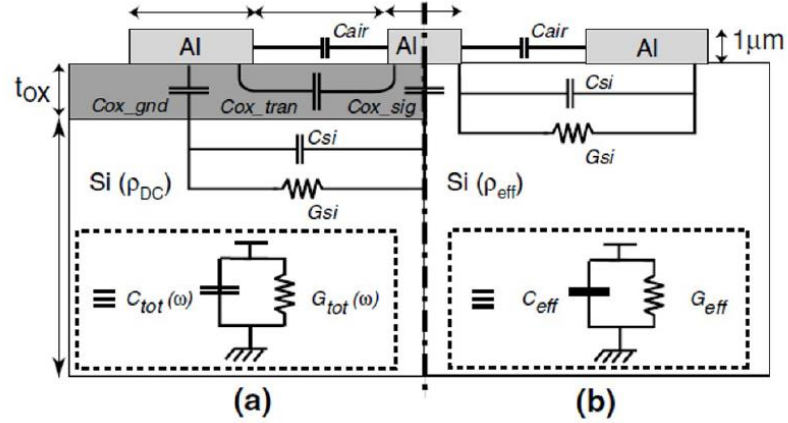 Al Cair Al Cair Al 1μm
tox
Cox_gnd Cox_tran Cox_sig Csi
Csi Gsi
Si (ρDC) Si (ρeff)
Gsi
≡ Ctot (ω) Gtot (ω) ≡ Ceff Geff
(a) (b)